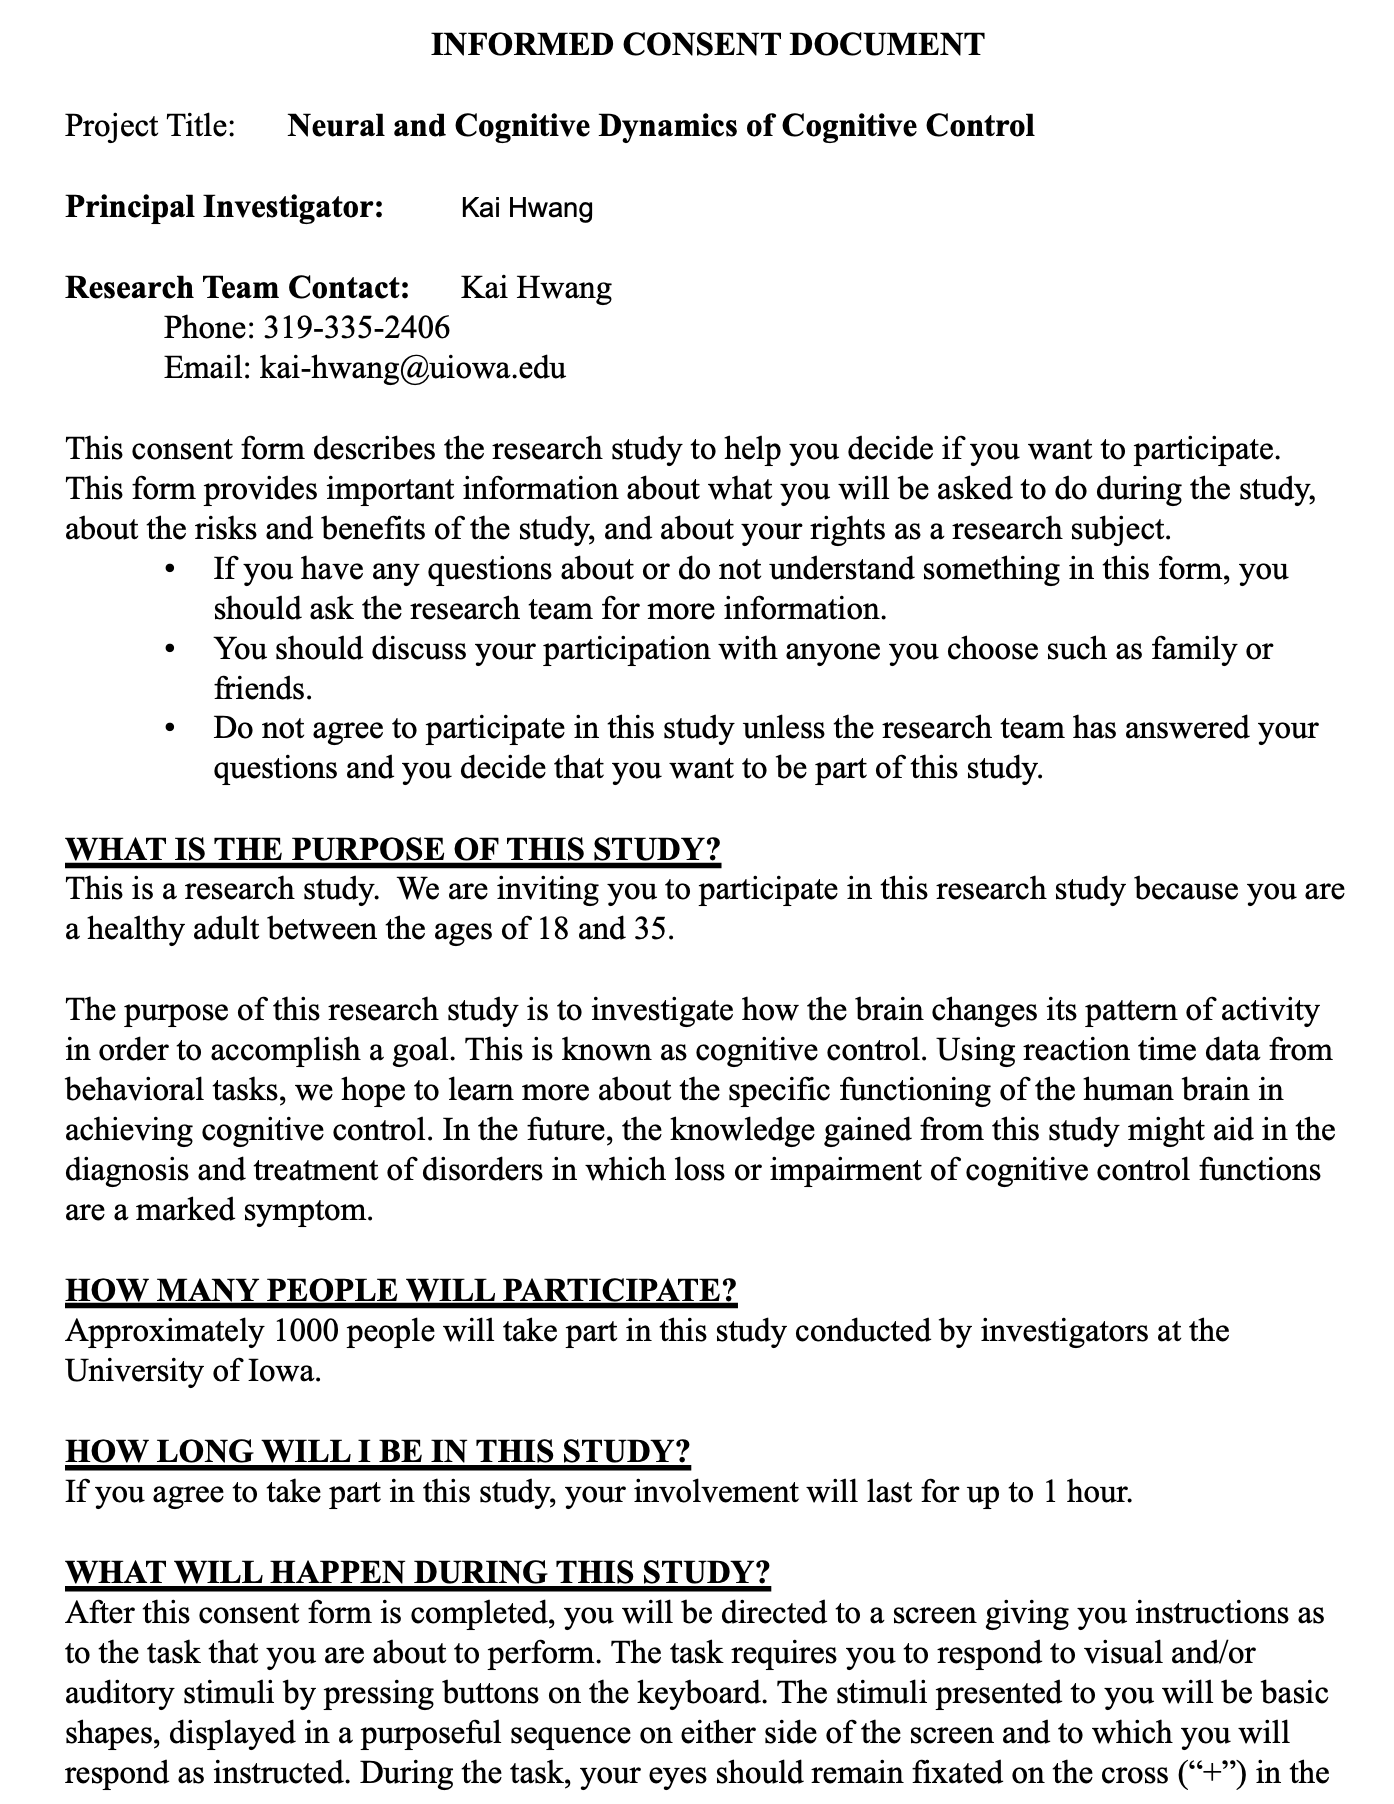 INFORMED CONSENT DOCUMENT
Project Title: Neural and Cognitive Dynamics of Cognitive Control
Principal Investigator: Kai Hwang
Research Team Contact: Kai Hwang
Phone: 319-335-2406
Email: kai-hwang@uiowa.edu
This consent form describes the research study to help you decide if you want to participate.
This form provides important information about what you will be asked to do during the study,
about the risks and benefits of the study, and about your rights as a research subject.
• If you have any questions about or do not understand something in this form, you
should ask the research team for more information.
• You should discuss your participation with anyone you choose such as family or
friends.
• Do not agree to participate in this study unless the research team has answered your
questions and you decide that you want to be part of this study.
WHAT IS THE PURPOSE OF THIS STUDY?
This is a research study.  We are inviting you to participate in this research study because you are
a healthy adult between the ages of 18 and 35.
The purpose of this research study is to investigate how the brain changes its pattern of activity
in order to accomplish a goal. This is known as cognitive control. Using reaction time data from
behavioral tasks, we hope to learn more about the specific functioning of the human brain in
achieving cognitive control. In the future, the knowledge gained from this study might aid in the
diagnosis and treatment of disorders in which loss or impairment of cognitive control functions
are a marked symptom.
HOW MANY PEOPLE WILL PARTICIPATE?
Approximately 1000 people will take part in this study conducted by investigators at the
University of Iowa.
HOW LONG WILL I BE IN THIS STUDY?
If you agree to take part in this study, your involvement will last for up to 1 hour.
WHAT WILL HAPPEN DURING THIS STUDY?
After this consent form is completed, you will be directed to a screen giving you instructions as
to the task that you are about to perform. The task requires you to respond to visual and/or
auditory stimuli by pressing buttons on the keyboard. The stimuli presented to you will be basic
shapes, displayed in a purposeful sequence on either side of the screen and to which you will
respond as instructed. During the task, your eyes should remain fixated on the cross (“+”) in the